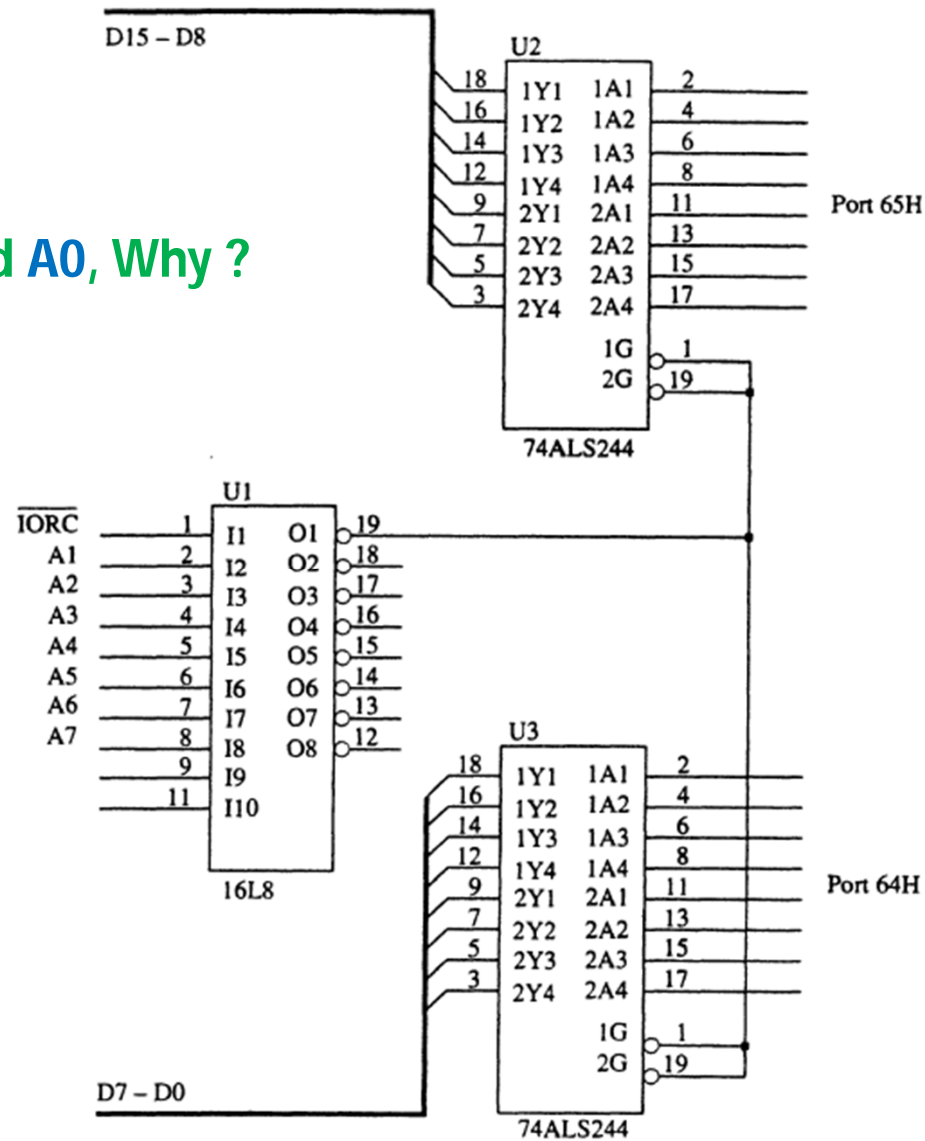 D15 – D8
d A0, Why ?
U2
18 1Y1 1A1 2
16 1Y2 1A2 4
14 1Y3 1A3 6
12 1Y4 1A4 8
9 2Y1 2A1 11
7 2Y2 2A2 13
5 2Y3 2A3 15
3 2Y4 2A4 17
Port 65H
1G 1
2G 19
74ALS244
U1
IORC 1 I1 O1 19
A1 2 I2 O2 18
A2 3 I3 O3 17
A3 4 I4 O4 16
A4 5 I5 O5 15
A5 6 I6 O6 14
A6 7 I7 O7 13
A7 8 I8 O8 12
9 I9
11 I10
16L8
U3
18 1Y1 1A1 2
16 1Y2 1A2 4
14 1Y3 1A3 6
12 1Y4 1A4 8
9 2Y1 2A1 11
7 2Y2 2A2 13
5 2Y3 2A3 15
3 2Y4 2A4 17
Port 64H
1G 1
2G 19
D7 – D0
74ALS244